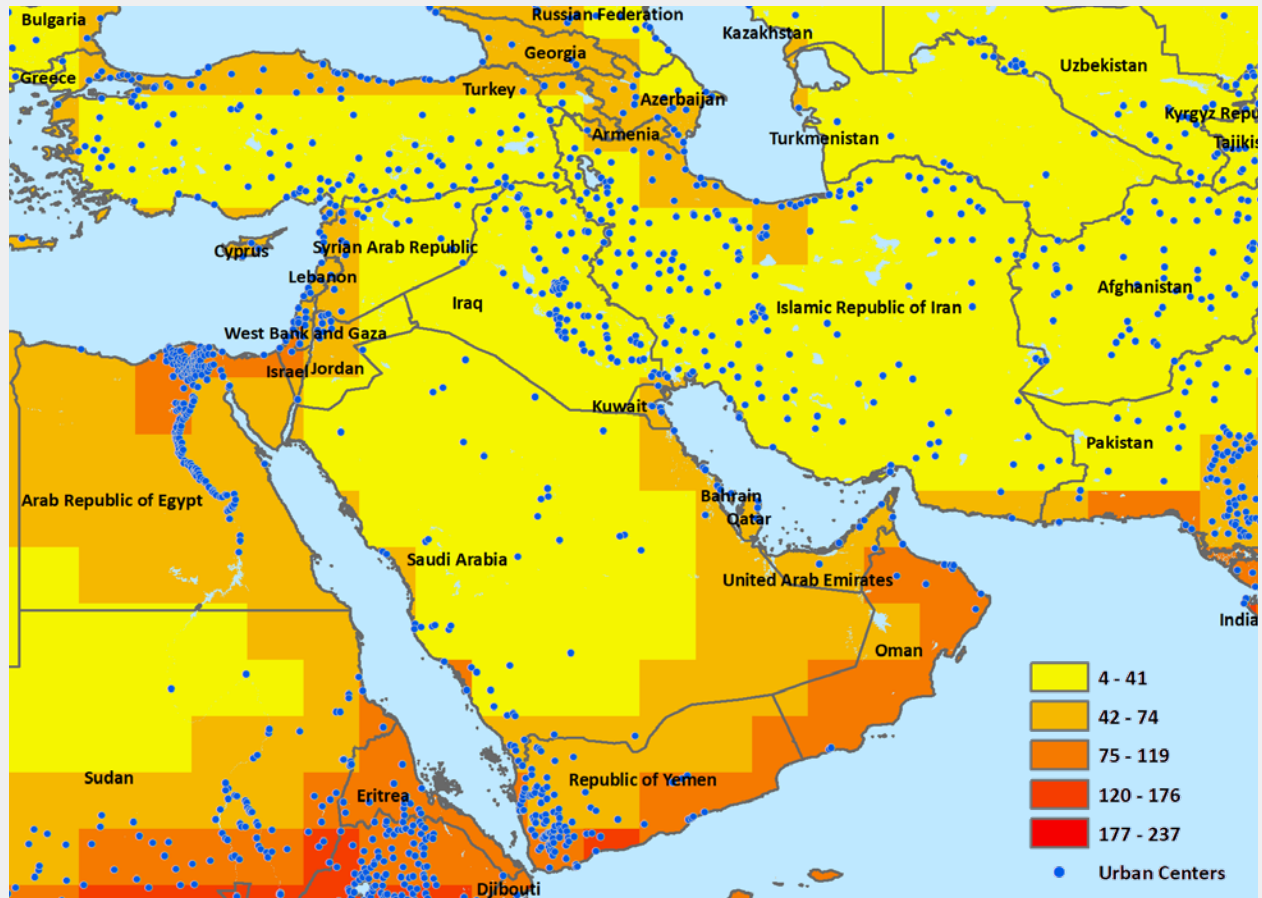 Bulgaria
Russian Federation
Kazakhstan
Georgia
Uzbekistan
Greece
Turkey
Azerbaijan
Kyrgyz Repu
Armenia
Turkmenistan
Tajikis
Cyprus
Syrian Arab Republic
Lebanon
Afghanistan
Iraq
Islamic Republic of Iran
West Bank and Gaza
Israel
Jordan
Kuwait
Pakistan
Arab Republic of Egypt
Bahrain
Qatar
Saudi Arabia
United Arab Emirates
India
Oman
Sudan
Republic of Yemen
Eritrea
Djibouti
4 - 41
42 - 74
75 - 119
120 - 176
177 - 237
Urban Centers